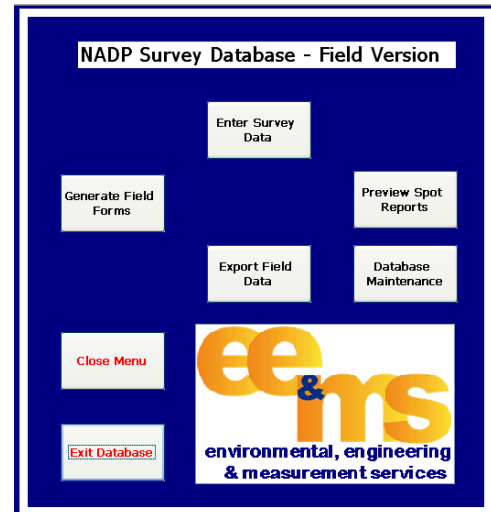 NADP Survey Database - Field Version
Enter Survey
Data
Generate Field
Forms
Preview Spot
Reports
Export Field
Data
Database
Maintenance
Close Menu
Exit Database
ee
&
ms
environmental, engineering
& measurement services